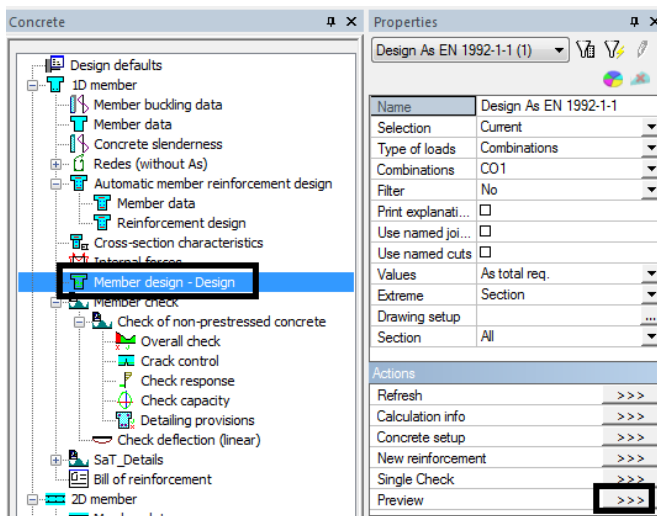 Concrete
Design defaults
1D member
Member buckling data
Member data
Concrete slenderness
Redes (without As)
Automatic member reinforcement design
Member data
Reinforcement design
Cross-section characteristics
Internal forces
Member design - Design
Member check
Check of non-prestressed concrete
Overall check
Crack control
Check response
Check capacity
Detailing provisions
Check deflection (linear)
SaT_Details
Bill of reinforcement
2D member
Properties
Design As EN 1992-1-1 (1)
Name Design As EN 1992-1-1
Selection Current
Type of loads Combinations
Combinations CO1
Filter No
Print explanati...
Use named joi...
Use named cuts
Values As total req.
Extreme Section
Drawing setup ...
Section All
Actions
Refresh >>>
Calculation info >>>
Concrete setup >>>
New reinforcement >>>
Single Check >>>
Preview >>>